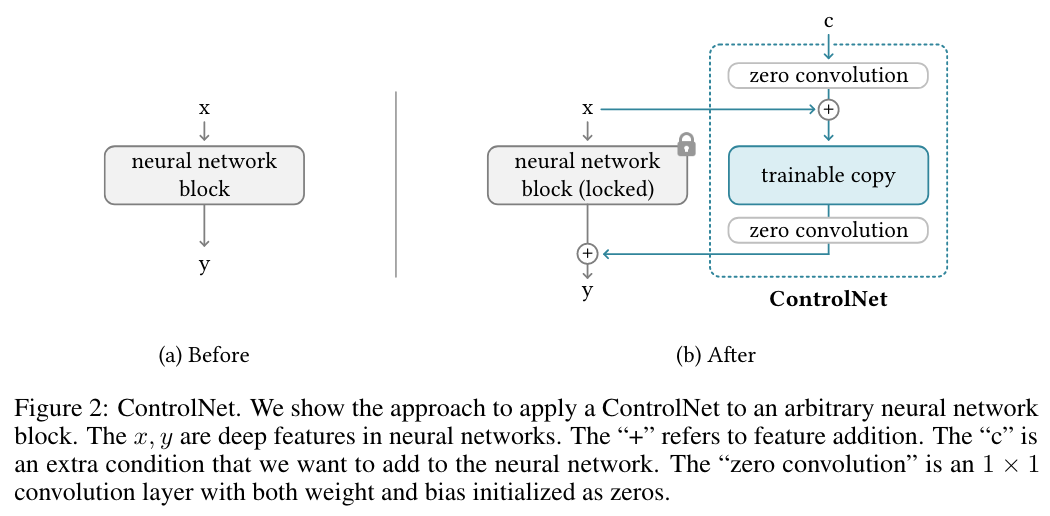 x
neural network
block
y
(a) Before
c
zero convolution
x
+
neural network
block (locked)
trainable copy
zero convolution
+
y
ControlNet
(b) After
Figure 2: ControlNet. We show the approach to apply a ControlNet to an arbitrary neural network
block. The x, y are deep features in neural networks. The “+” refers to feature addition. The “c” is
an extra condition that we want to add to the neural network. The “zero convolution” is an 1 × 1
convolution layer with both weight and bias initialized as zeros.